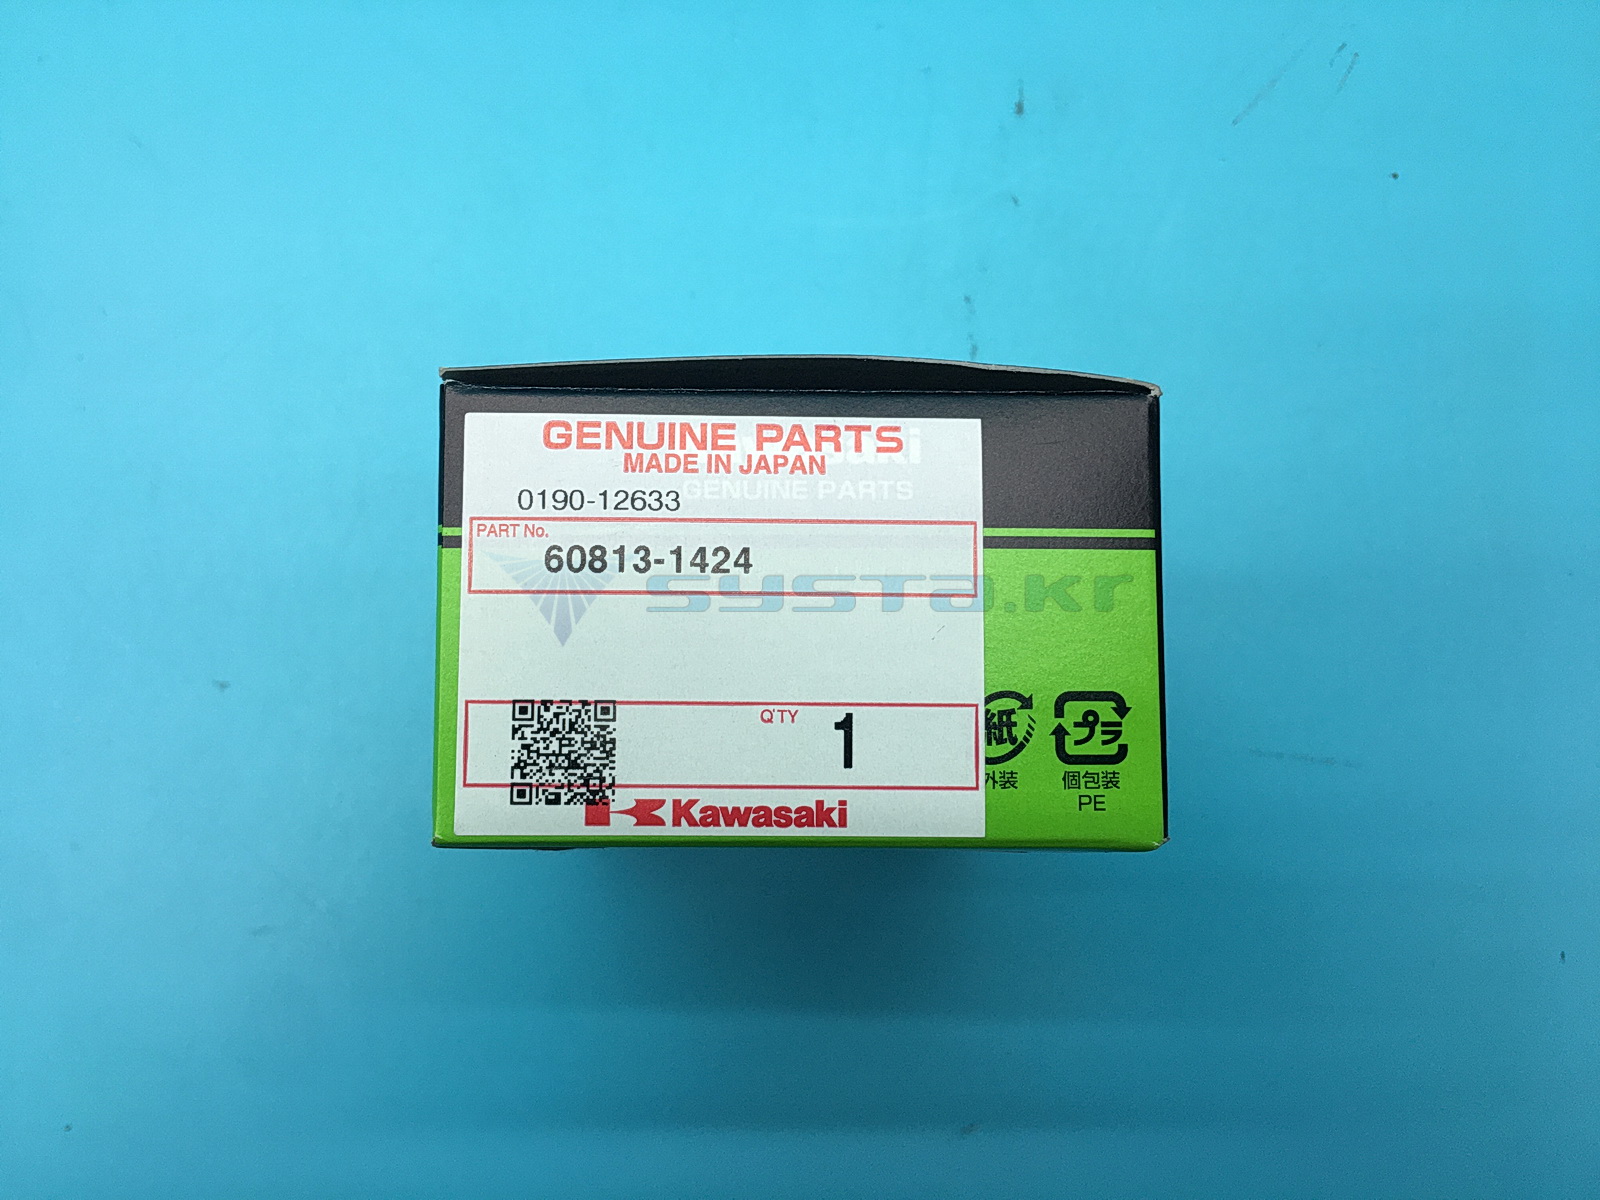 GENUINE PARTS
MADE IN JAPAN
GENUINE PARTS
0190-12633
PART No.
60813-1424
systa.kr
Q'TY
1
Kawasaki
紙
外装
プラ
個包装
PE